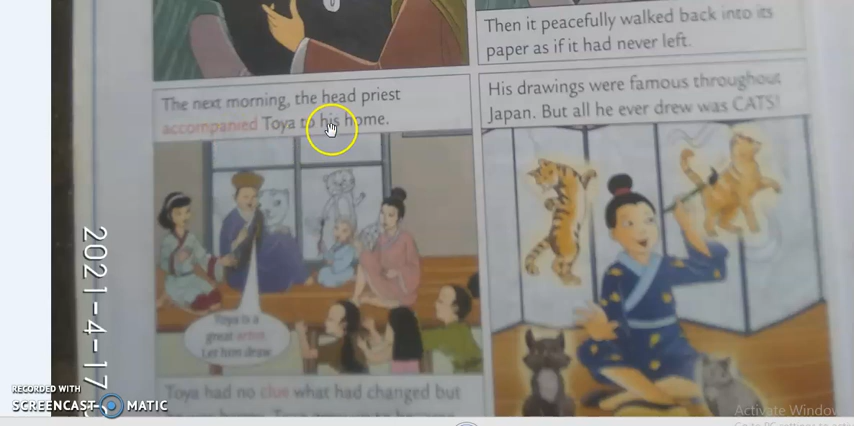 Then it peacefully walked back into its
paper as if it had never left.
The next morning, the head priest
accompanied Toya to his home.
His drawings were famous throughout
Japan. But all he ever drew was CATS!
Toya is a
great artist
Let him draw
Toya had no clue what had changed but
2021-4-17
RECORDED WITH
SCREENCAST-O-MATIC
Activate Windows